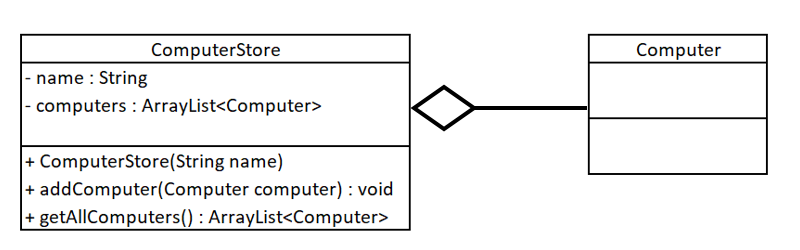 ComputerStore
- name : String
- computers : ArrayList<Computer>
+ ComputerStore(String name)
+ addComputer(Computer computer) : void
+ getAllComputers() : ArrayList<Computer>
Computer